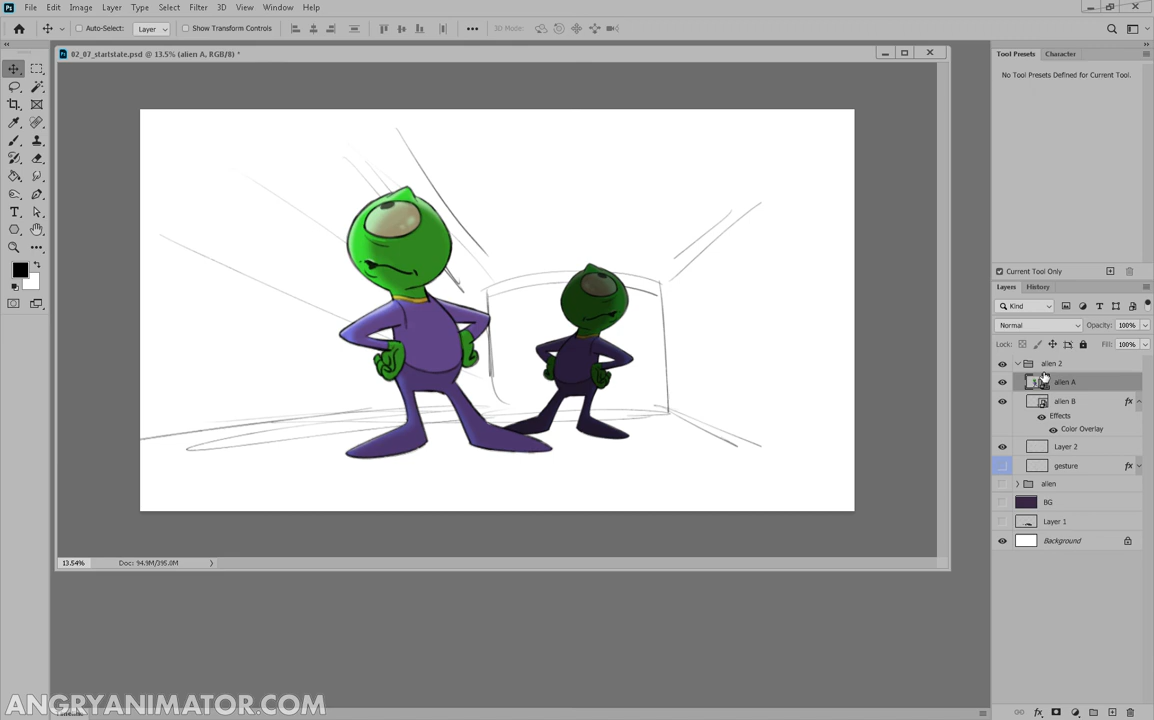 File Edit Image Layer Type Select Filter 3D View Window Help
Auto-Select: Layer Show Transform Controls 3D Mode:
02_07_startstate.psd @ 13.5% (alien A, RGB/8) *
Tool Presets Character
No Tool Presets Defined for Current Tool.
Current Tool Only
Layers History
Kind
Normal Opacity: 100%
Lock: Fill: 100%
alien 2
alien A
alien B fx
Effects
Color Overlay
Layer 2
gesture fx
alien
BG
Layer 1
Background
13.54% Doc: 94.9M/395.0M
ANGRYANIMATOR.COM